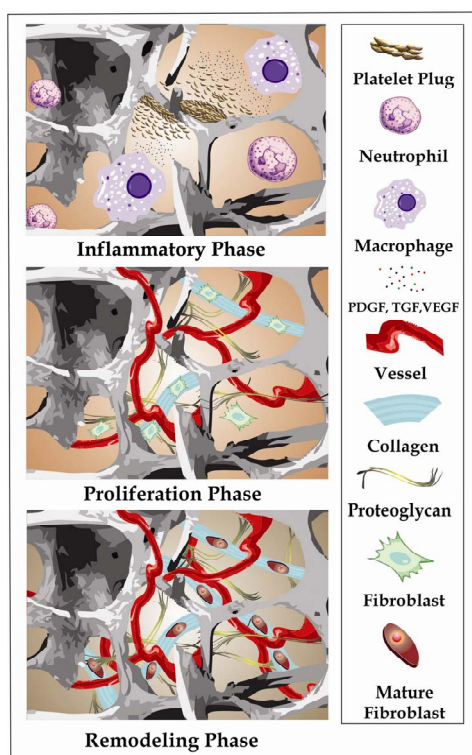 Inflammatory Phase
Proliferation Phase
Remodeling Phase
Platelet Plug
Neutrophil
Macrophage
PDGF, TGF,VEGF
Vessel
Collagen
Proteoglycan
Fibroblast
Mature
Fibroblast